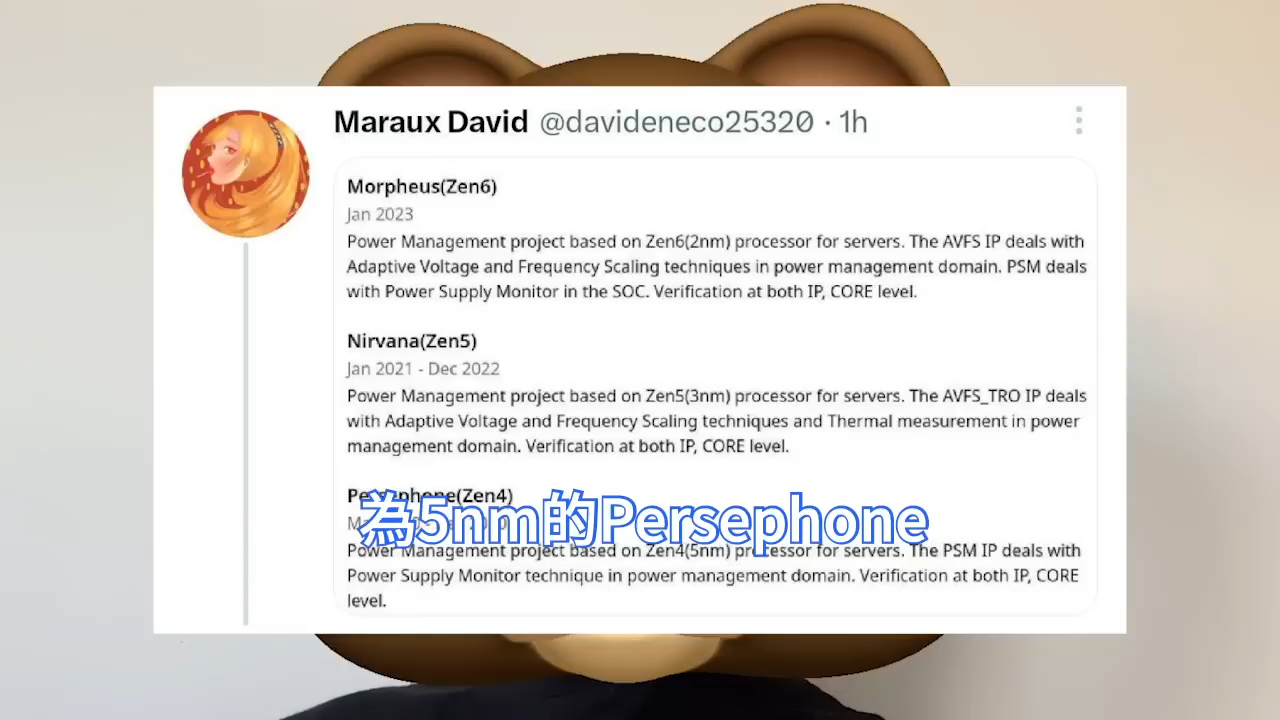 Maraux David @davideneco25320 · 1h
Morpheus(Zen6)
Jan 2023
Power Management project based on Zen6(2nm) processor for servers. The AVFS IP deals with
Adaptive Voltage and Frequency Scaling techniques in power management domain. PSM deals
with Power Supply Monitor in the SOC. Verification at both IP, CORE level.
Nirvana(Zen5)
Jan 2021 - Dec 2022
Power Management project based on Zen5(3nm) processor for servers. The AVFS_TRO IP deals
with Adaptive Voltage and Frequency Scaling techniques and Thermal measurement in power
management domain. Verification at both IP, CORE level.
Persephone(Zen4)
為5nm的Persephone
Power Management project based on Zen4(5nm) processor for servers. The PSM IP deals with
Power Supply Monitor technique in power management domain. Verification at both IP, CORE
level.